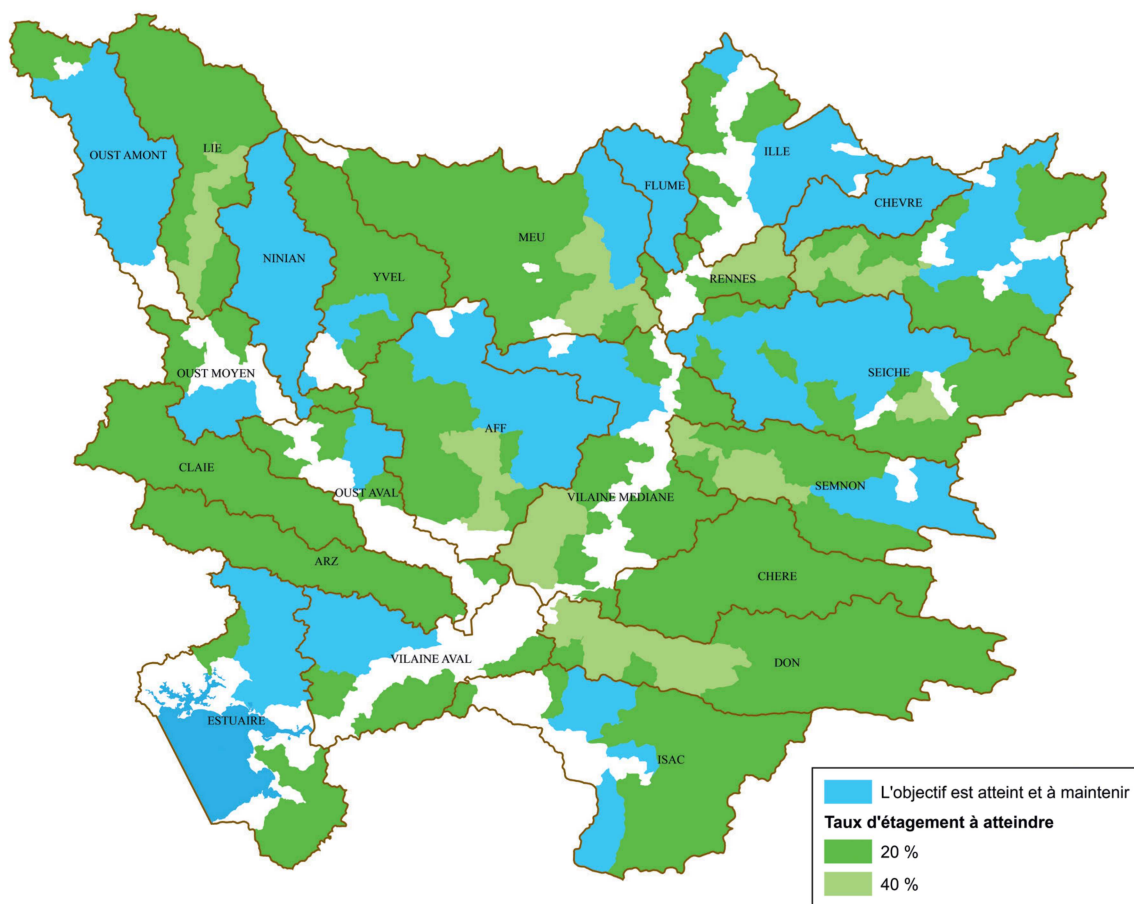 OUST AMONT
LIE
ILLE
FLUME
CHEVRE
MEU
NINIAN
YVEL
RENNES
OUST MOYEN
SEICHE
AFF
CLAIE
OUST AVAL
VILAINE MEDIANE
SEMNON
ARZ
CHERE
VILAINE AVAL
DON
ESTUAIRE
ISAC
L'objectif est atteint et à maintenir
Taux d'étagement à atteindre
20 %
40 %